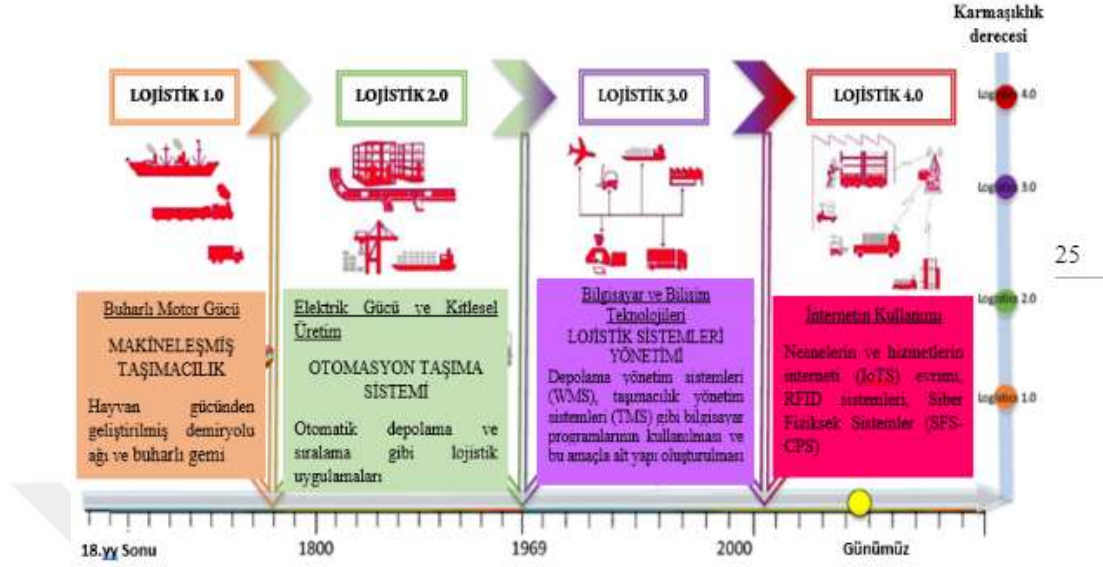 Karmaşıklık
derecesi
LOJİSTİK 1.0
LOJİSTİK 2.0
LOJİSTİK 3.0
LOJİSTİK 4.0
4.0
3.0
2.0
1.0
25
Buharlı Motor Gücü
MAKİNELEŞMİŞ
TAŞIMACILIK
Hayvan gücünden
geliştirilmiş demiryolu
ağı ve buharlı gemi
Elektrik Gücü ve Kitlesel
Üretim
OTOMASYON TAŞIMA
SİSTEMİ
Otomatik depolama ve
sıralama gibi lojistik
uygulamaları
Bilgisayar ve Bilişim
Teknolojileri
LOJİSTİK SİSTEMLERİ
YÖNETİMİ
Depolama yönetim sistemleri
(WMS), taşımacılık yönetim
sistemleri (TMS) gibi bilgisayar
programlarının kullanılması ve
bu amaçla alt yapı oluşturulması
İnternetin Kullanımı
Nesnelerin ve hizmetlerin
interneti (IoTS) evrimi,
RFID sistemleri, Siber
Fiziksek Sistemler (SFS-
CPS)
18.yy Sonu
1800
1969
2000
Günümüz